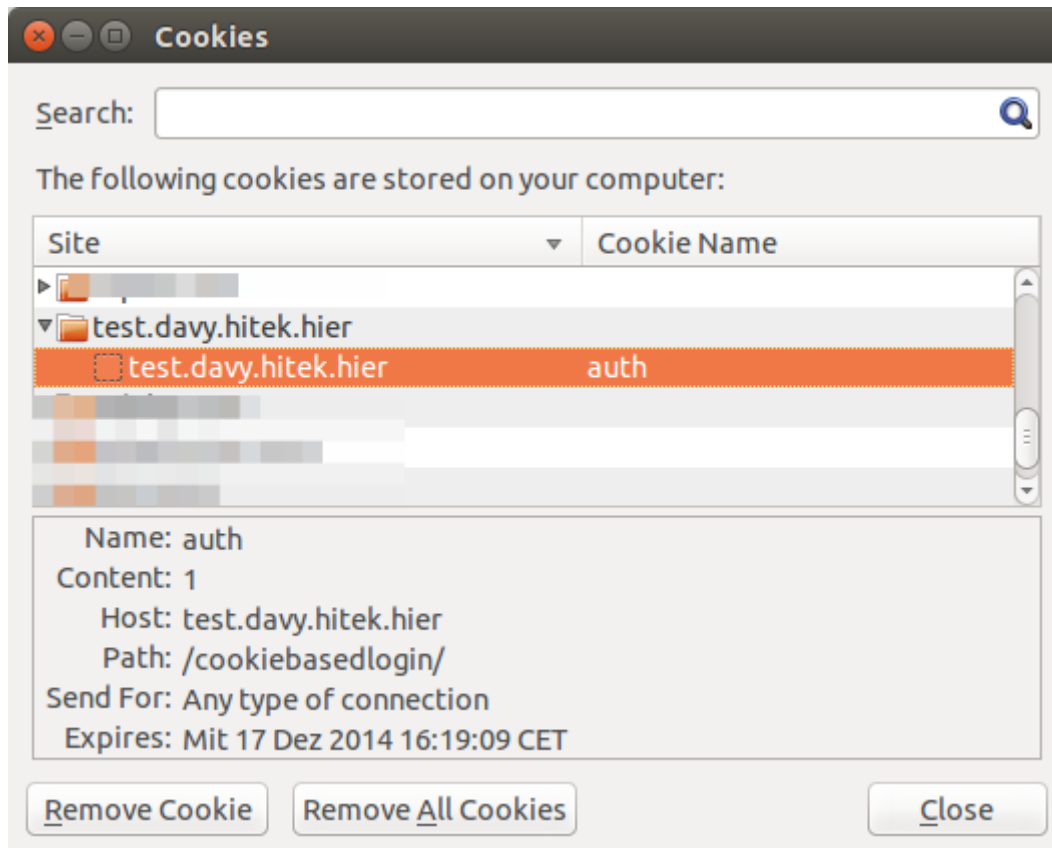 Cookies
Search:
The following cookies are stored on your computer:
Site Cookie Name
test.davy.hitek.hier
test.davy.hitek.hier auth
Name: auth
Content: 1
Host: test.davy.hitek.hier
Path: /cookiebasedlogin/
Send For: Any type of connection
Expires: Mit 17 Dez 2014 16:19:09 CET
Remove Cookie Remove All Cookies Close